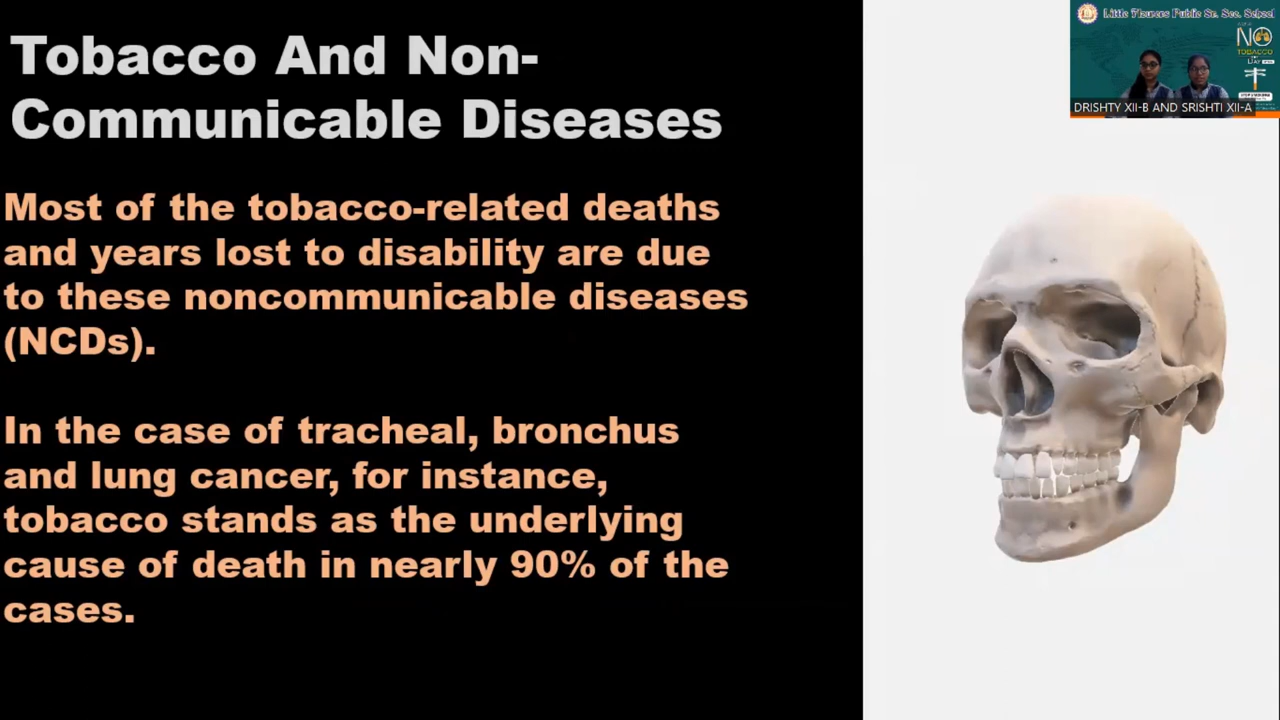 Tobacco And Non-
Communicable Diseases
Most of the tobacco-related deaths
and years lost to disability are due
to these noncommunicable diseases
(NCDs).
In the case of tracheal, bronchus
and lung cancer, for instance,
tobacco stands as the underlying
cause of death in nearly 90% of the
cases.
Little Flowers Public Sr. Sec. School
NO
TOBACCO
DAY
DRISHTY XII-B AND SRISHTI XII-A